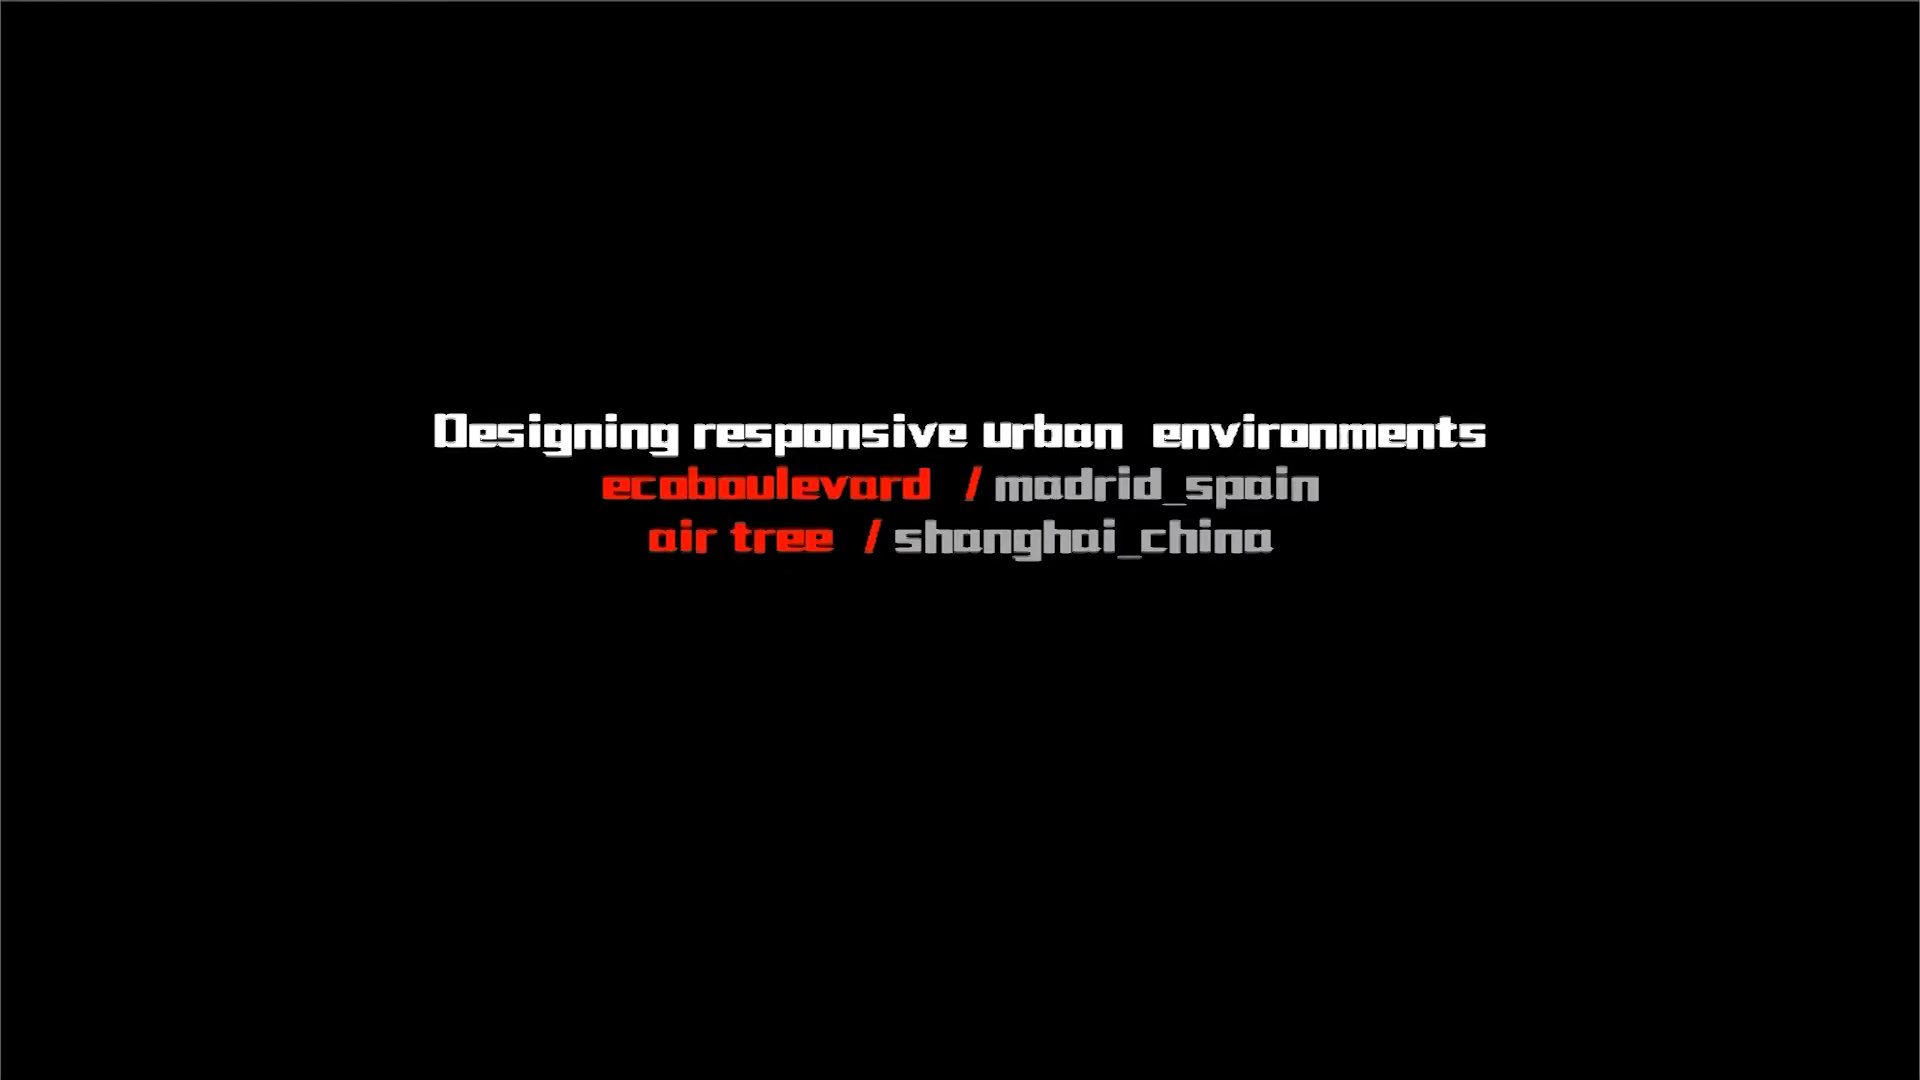 Designing responsive urban environments
ecoboulevard / madrid_spain
air tree / shanghai_china